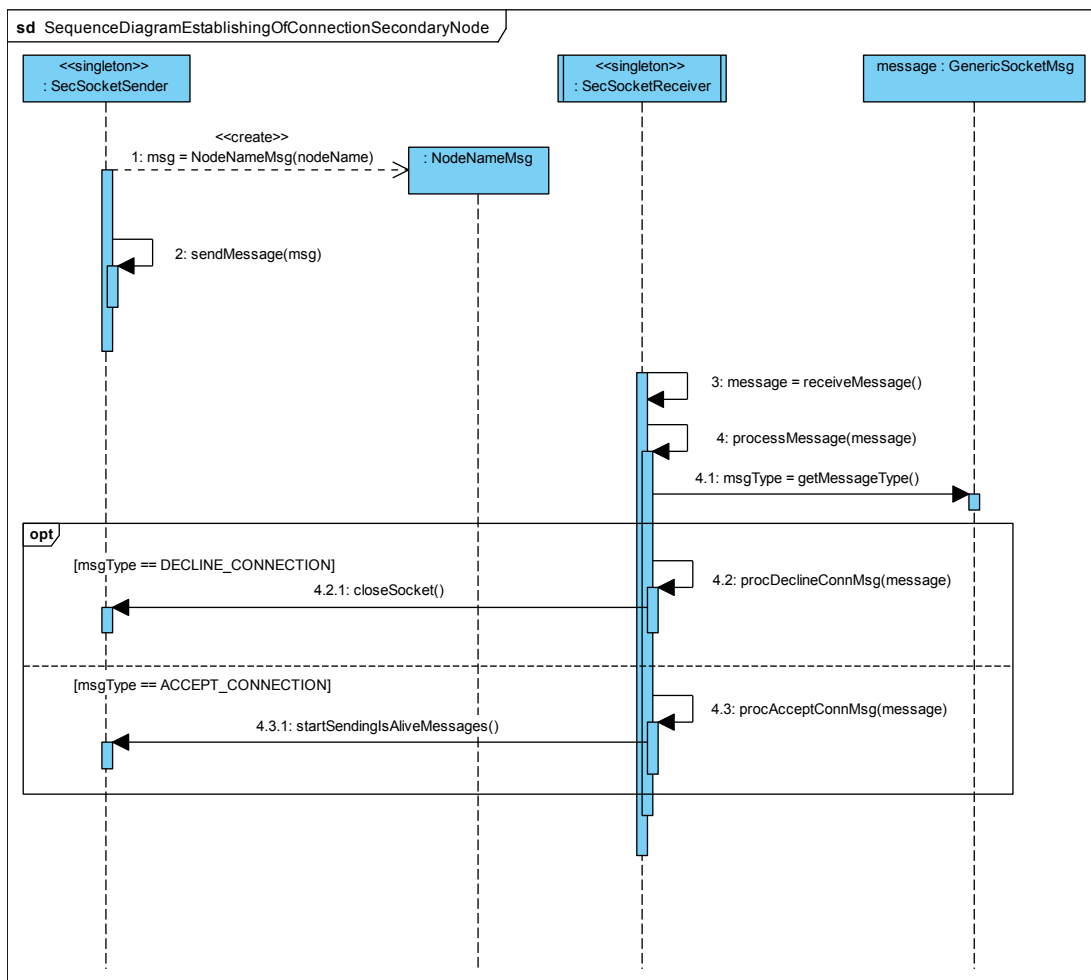 sd SequenceDiagramEstablishingOfConnectionSecondaryNode
<<singleton>>
: SecSocketSender
<<singleton>>
: SecSocketReceiver
message : GenericSocketMsg
<<create>>
1: msg = NodeNameMsg(nodeName)
: NodeNameMsg
2: sendMessage(msg)
3: message = receiveMessage()
4: processMessage(message)
4.1: msgType = getMessageType()
opt
[msgType == DECLINE_CONNECTION]
4.2: procDeclineConnMsg(message)
4.2.1: closeSocket()
[msgType == ACCEPT_CONNECTION]
4.3: procAcceptConnMsg(message)
4.3.1: startSendingIsAliveMessages()